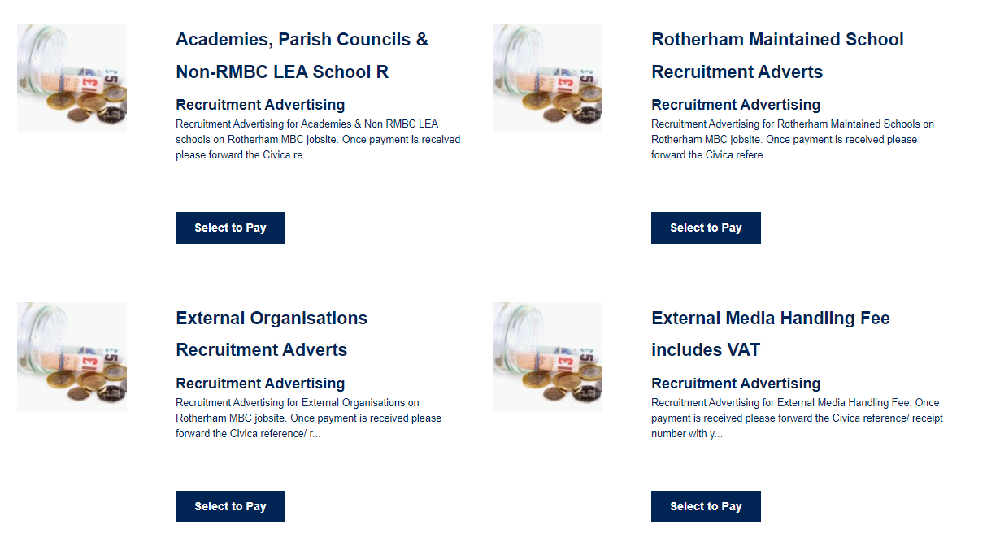 Academies, Parish Councils &
Non-RMBC LEA School R
Recruitment Advertising
Recruitment Advertising for Academies & Non RMBC LEA
schools on Rotherham MBC jobsite. Once payment is received
please forward the Civica re...
Select to Pay
Rotherham Maintained School
Recruitment Adverts
Recruitment Advertising
Recruitment Advertising for Rotherham Maintained Schools on
Rotherham MBC jobsite. Once payment is received please
forward the Civica refere...
Select to Pay
External Organisations
Recruitment Adverts
Recruitment Advertising
Recruitment Advertising for External Organisations on
Rotherham MBC jobsite. Once payment is received please
forward the Civica reference/ r...
Select to Pay
External Media Handling Fee
includes VAT
Recruitment Advertising
Recruitment Advertising for External Media Handling Fee. Once
payment is received please forward the Civica reference/ receipt
number with y...
Select to Pay